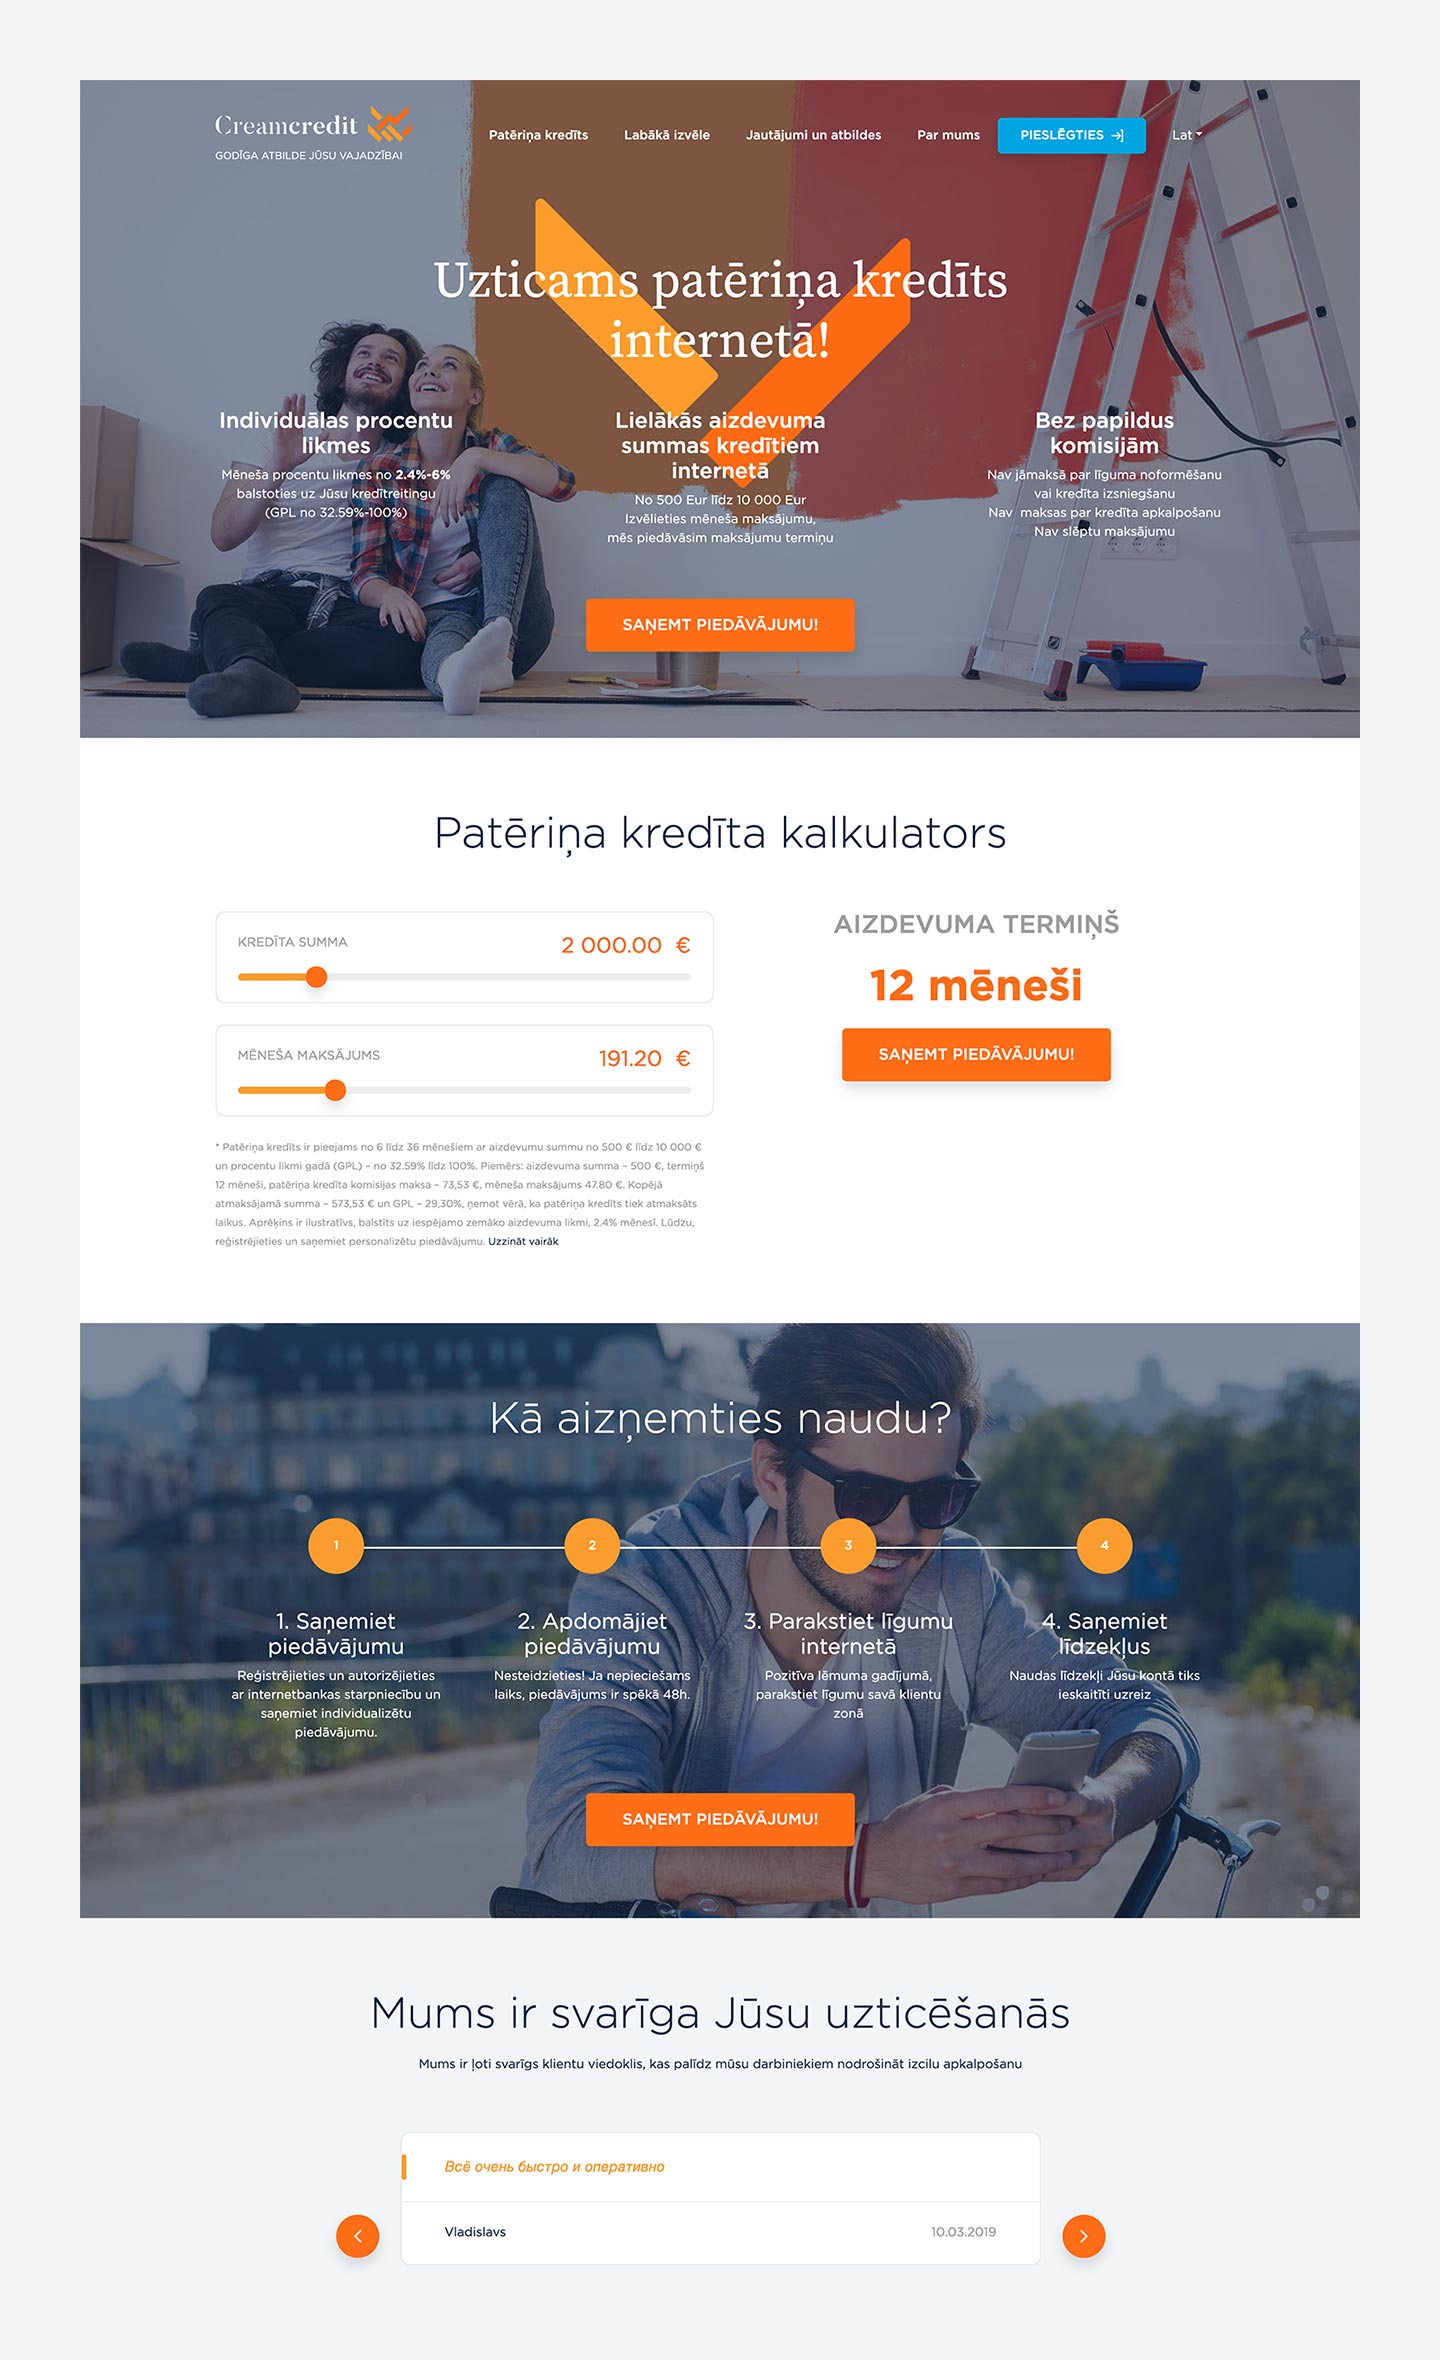 Creamcredit
GODĪGA ATBILDE JŪSU VAJADZĪBAI
Patēriņa kredīts
Labākā izvēle
Jautājumi un atbildes
Par mums
PIESLĒGTIES
Lat
Uzticams patēriņa kredīts
internetā!
Individuālas procentu
likmes
Mēneša procentu likmes no 2.4%-6%
balstoties uz Jūsu kredītreitingu
(GPL no 32.59%-100%)
Lielākās aizdevuma
summas kredītiem
internetā
No 500 Eur līdz 10 000 Eur
Izvēlieties mēneša maksājumu,
mēs piedāvāsim maksājumu termiņu
Bez papildus
komisijām
Nav jāmaksā par līguma noformēšanu
vai kredīta izsniegšanu
Nav maksas par kredīta apkalpošanu
Nav slēptu maksājumu
SAŅEMT PIEDĀVĀJUMU!
Patēriņa kredīta kalkulators
KREDĪTA SUMMA
2 000.00 €
MĒNEŠA MAKSĀJUMS
191.20 €
* Patēriņa kredīts ir pieejams no 6 līdz 36 mēnešiem ar aizdevumu summu no 500 € līdz 10 000 €
un procentu likmi gadā (GPL) – no 32.59% līdz 100%. Piemērs: aizdevuma summa – 500 €, termiņš
12 mēneši, patēriņa kredīta komisijas maksa – 73,53 €, mēneša maksājums 47.80 €. Kopējā
atmaksājamā summa – 573,53 € un GPL – 29,30%, ņemot vērā, ka patēriņa kredīts tiek atmaksāts
laikus. Aprēķins ir ilustratīvs, balstīts uz iespējamo zemāko aizdevuma likmi, 2.4% mēnesī. Lūdzu,
reģistrējieties un saņemiet personalizētu piedāvājumu. Uzzināt vairāk
AIZDEVUMA TERMIŅŠ
12 mēneši
SAŅEMT PIEDĀVĀJUMU!
Kā aizņemties naudu?
1
2
3
4
1. Saņemiet
piedāvājumu
Reģistrējieties un autorizējieties
ar internetbankas starpniecību un
saņemiet individualizētu
piedāvājumu.
2. Apdomājiet
piedāvājumu
Nesteidzieties! Ja nepieciešams
laiks, piedāvājums ir spēkā 48h.
3. Parakstiet līgumu
internetā
Pozitīva lēmuma gadījumā,
parakstiet līgumu savā klientu
zonā
4. Saņemiet
līdzekļus
Naudas līdzekļi Jūsu kontā tiks
ieskaitīti uzreiz
SAŅEMT PIEDĀVĀJUMU!
Mums ir svarīga Jūsu uzticēšanās
Mums ir ļoti svarīgs klientu viedoklis, kas palīdz mūsu darbiniekiem nodrošināt izcilu apkalpošanu
Всё очень быстро и оперативно
Vladislavs
10.03.2019